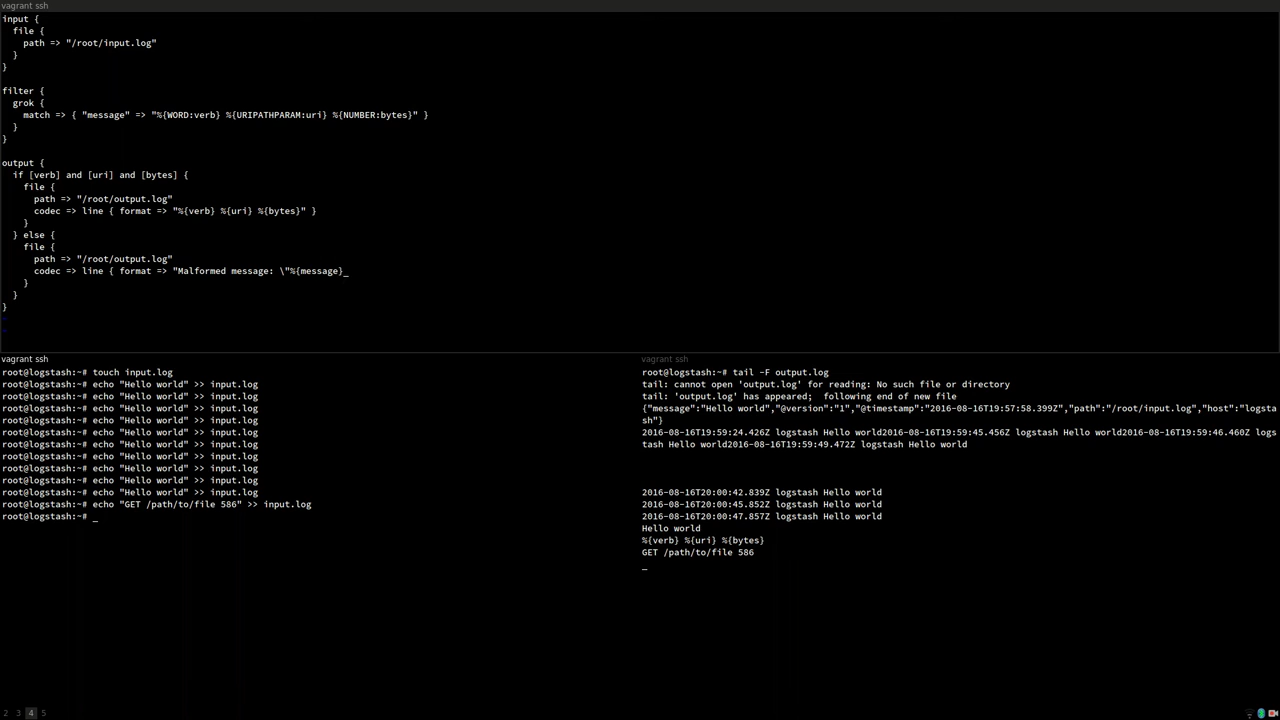 vagrant ssh
input {
  file {
    path => "/root/input.log"
  }
}

filter {
  grok {
    match => { "message" => "%{WORD:verb} %{URIPATHPARAM:uri} %{NUMBER:bytes}" }
  }
}

output {
  if [verb] and [uri] and [bytes] {
    file {
      path => "/root/output.log"
      codec => line { format => "%{verb} %{uri} %{bytes}" }
    }
  } else {
    file {
      path => "/root/output.log"
      codec => line { format => "Malformed message: \"%{message}_
    }
  }
}
~
~
vagrant ssh
root@logstash:~# touch input.log
root@logstash:~# echo "Hello world" >> input.log
root@logstash:~# echo "Hello world" >> input.log
root@logstash:~# echo "Hello world" >> input.log
root@logstash:~# echo "Hello world" >> input.log
root@logstash:~# echo "Hello world" >> input.log
root@logstash:~# echo "Hello world" >> input.log
root@logstash:~# echo "Hello world" >> input.log
root@logstash:~# echo "Hello world" >> input.log
root@logstash:~# echo "Hello world" >> input.log
root@logstash:~# echo "Hello world" >> input.log
root@logstash:~# echo "GET /path/to/file 586" >> input.log
root@logstash:~# _
vagrant ssh
root@logstash:~# tail -F output.log
tail: cannot open 'output.log' for reading: No such file or directory
tail: 'output.log' has appeared;  following end of new file
{"message":"Hello world","@version":"1","@timestamp":"2016-08-16T19:57:58.399Z","path":"/root/input.log","host":"logsta
sh"}
2016-08-16T19:59:24.426Z logstash Hello world2016-08-16T19:59:45.456Z logstash Hello world2016-08-16T19:59:46.460Z logs
tash Hello world2016-08-16T19:59:49.472Z logstash Hello world
2016-08-16T20:00:42.839Z logstash Hello world
2016-08-16T20:00:45.852Z logstash Hello world
2016-08-16T20:00:47.857Z logstash Hello world
Hello world
%{verb} %{uri} %{bytes}
GET /path/to/file 586
_
2 3 4 5